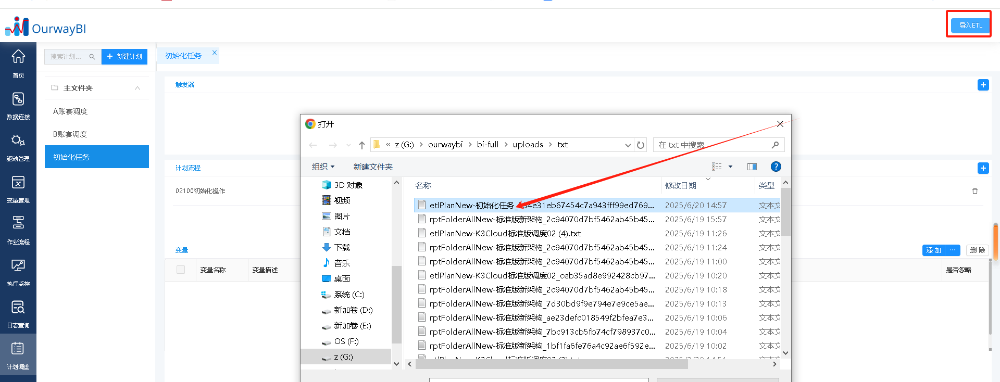 OurwayBI
导入ETL
搜索计划...
+ 新建计划
初始化任务
首页
数据连接
驱动管理
变量管理
作业流程
执行监控
日志查询
计划调度
主文件夹
A账套调度
B账套调度
初始化任务
触发器
计划流程
02100初始化操作
变量
变量名称
变量描述
添加
...
删除
是否忽略
打开
« z (G:) › ourwaybi › bi-full › uploads › txt
在 txt 中搜索
组织
新建文件夹
3D 对象
视频
图片
文档
下载
音乐
桌面
系统 (C:)
新加卷 (D:)
新加卷 (E:)
OS (F:)
z (G:)
名称 修改日期 类型
etlPlanNew-初始化任务_ 4e31eb67454c7a943fff99ed769... 2025/6/20 14:57 文本文
rptFolderAllNew-标准版新架构_2c94070d7bf5462ab45b45... 2025/6/19 15:57 文本文
etlPlanNew-K3Cloud标准版调度02 (4).txt 2025/6/19 11:26 文本文
rptFolderAllNew-标准版新架构_2c94070d7bf5462ab45b45... 2025/6/19 11:24 文本文
rptFolderAllNew-标准版新架构_2c94070d7bf5462ab45b45... 2025/6/19 11:00 文本文
etlPlanNew-K3Cloud标准版调度02_ceb35ad8e992428cb97... 2025/6/19 10:20 文本文
rptFolderAllNew-标准版新架构_2c94070d7bf5462ab45b45... 2025/6/19 10:18 文本文
rptFolderAllNew-标准版新架构_7d30bd9f9e794e7e9ce5ae... 2025/6/19 10:13 文本文
rptFolderAllNew-标准版新架构_ae23defc018549f2bfea7e3... 2025/6/19 10:06 文本文
rptFolderAllNew-标准版新架构_7bc913cb5fb74cf798937c0... 2025/6/19 10:04 文本文
rptFolderAllNew-标准版新架构_1bf1fa6fe76a4c92ae6f592e... 2025/6/19 10:02 文本文